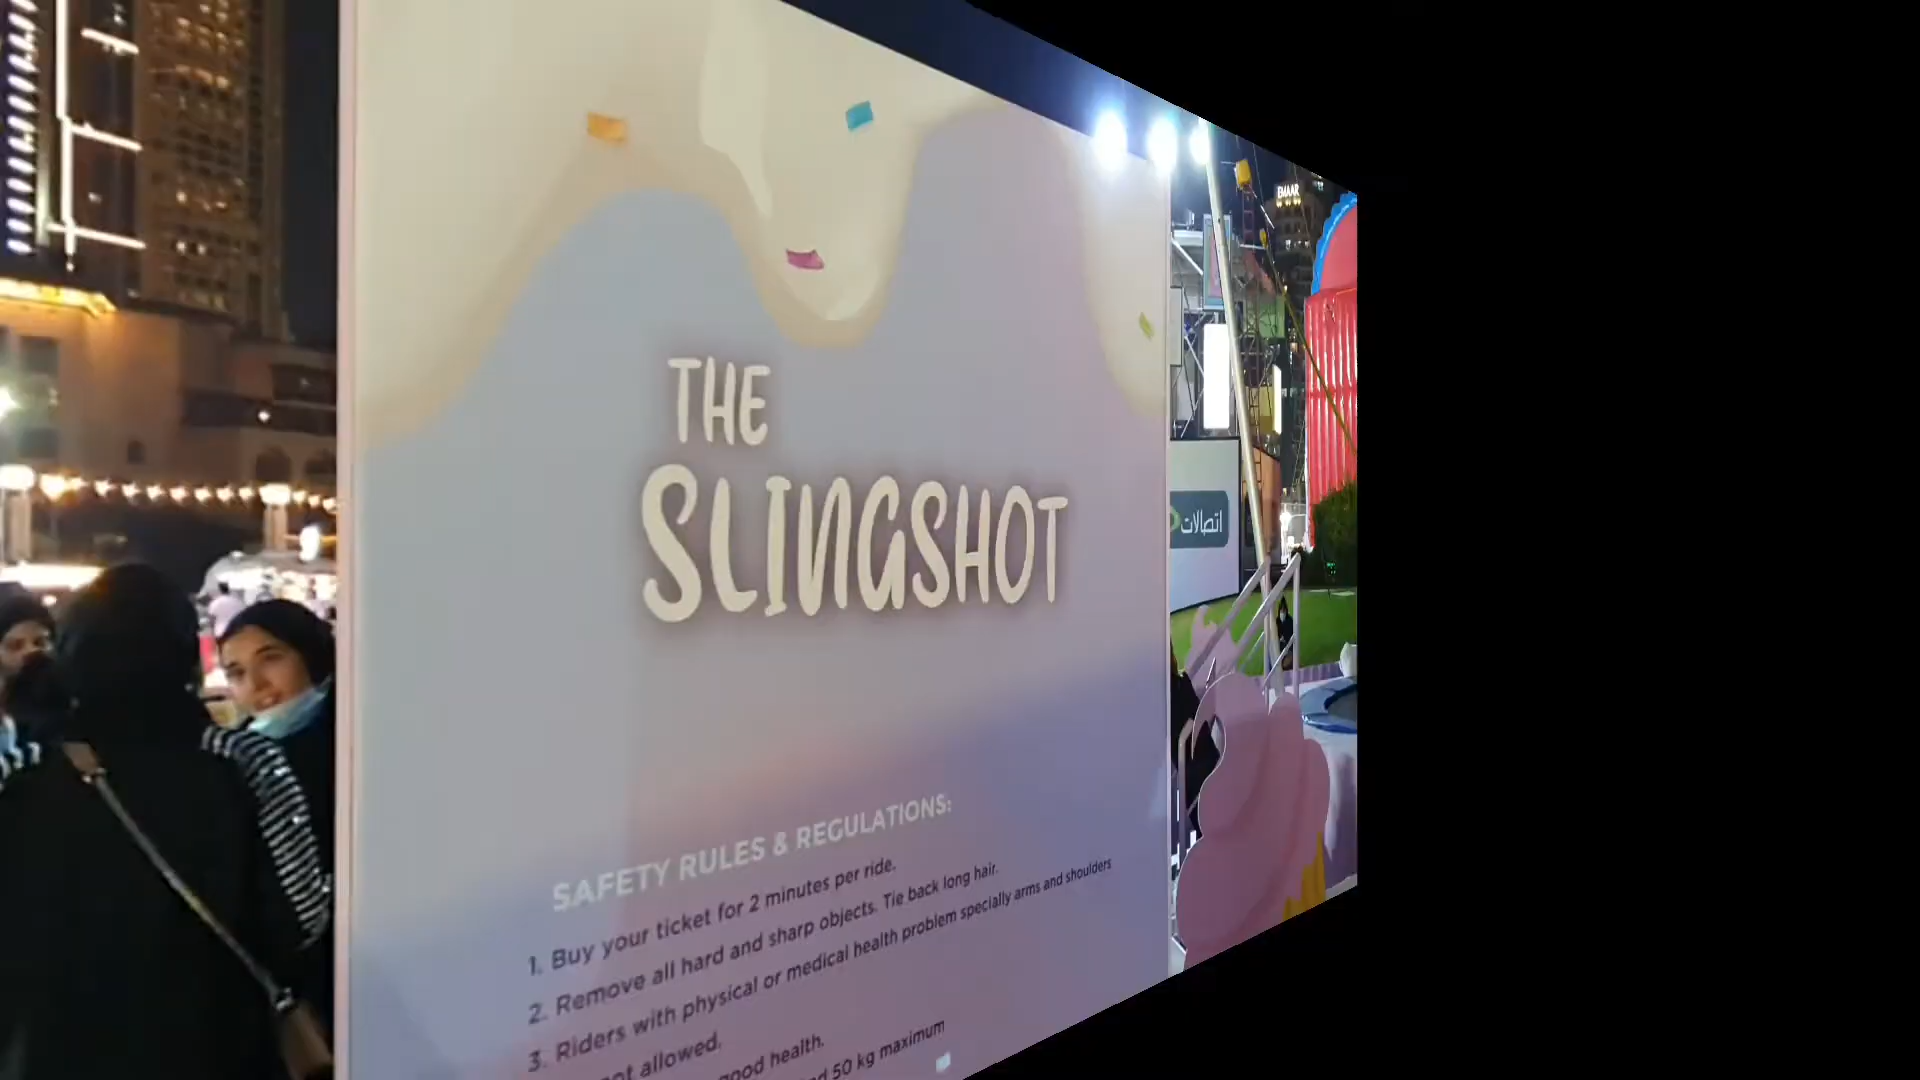 EMAAR
THE
SLINGSHOT
اتصالات
SAFETY RULES & REGULATIONS:
1. Buy your ticket for 2 minutes per ride.
2. Remove all hard and sharp objects. Tie back long hair.
3. Riders with physical or medical health problem specially arms and shoulders
allowed.
good health.
50 kg maximum